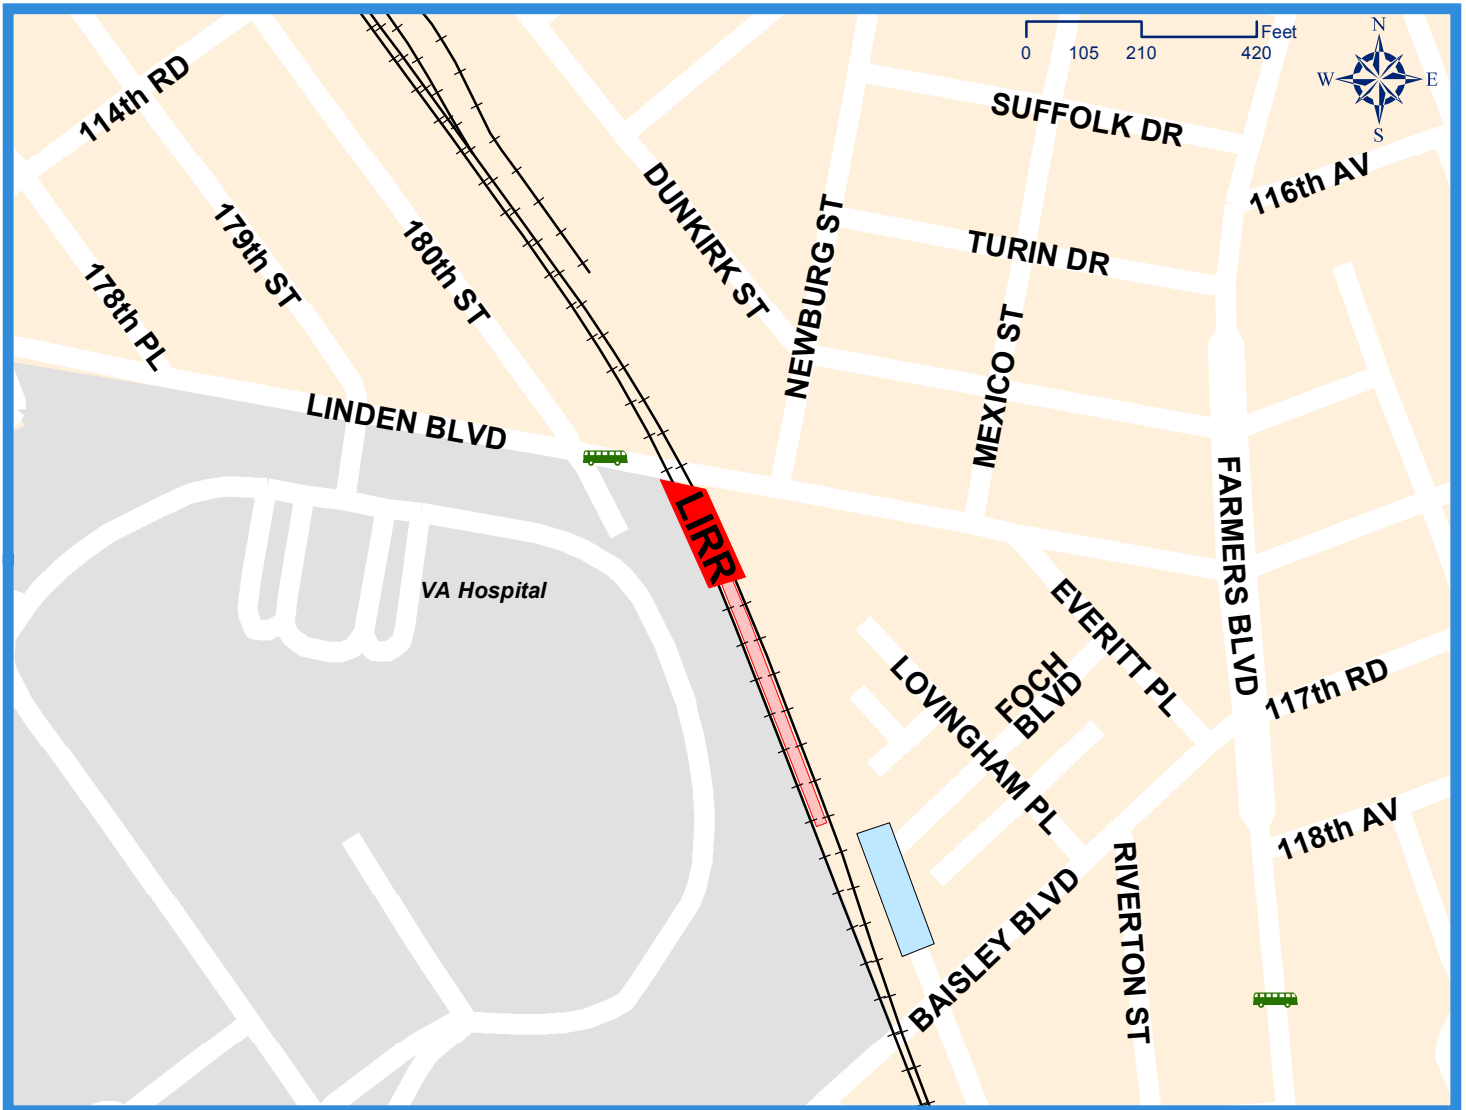 Feet
0 105 210 420
N
W E
S
114th RD
SUFFOLK DR
116th AV
DUNKIRK ST
179th ST
180th ST
NEWBURG ST
TURIN DR
178th PL
MEXICO ST
LINDEN BLVD
LIRR
FARMERS BLVD
VA Hospital
EVERITT PL
FOCH
BLVD
LOVINGHAM PL
117th RD
118th AV
RIVERTON ST
BAISLEY BLVD